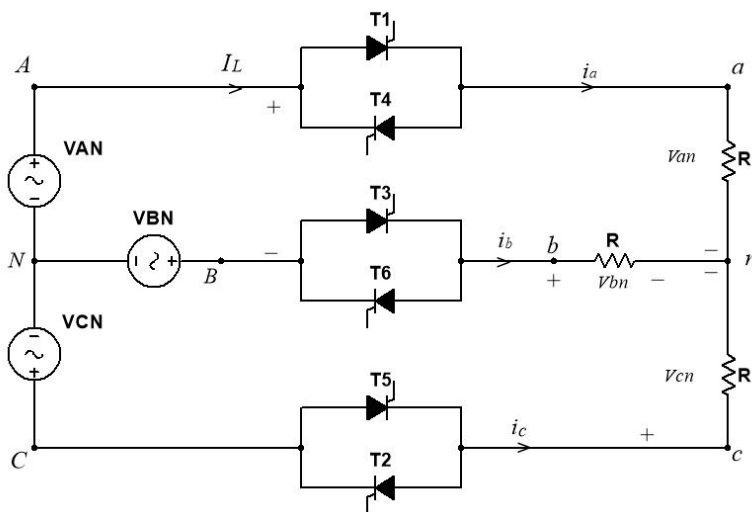 T1
A
I_L
i_a
a
+
T4
+
VAN
−
Van
R
T3
VBN
i_b
b
R
−
N
−
+
−
n
B
+
Vbn
−
−
T6
VCN
−
+
T5
Vcn
R
i_c
+
C
T2
c